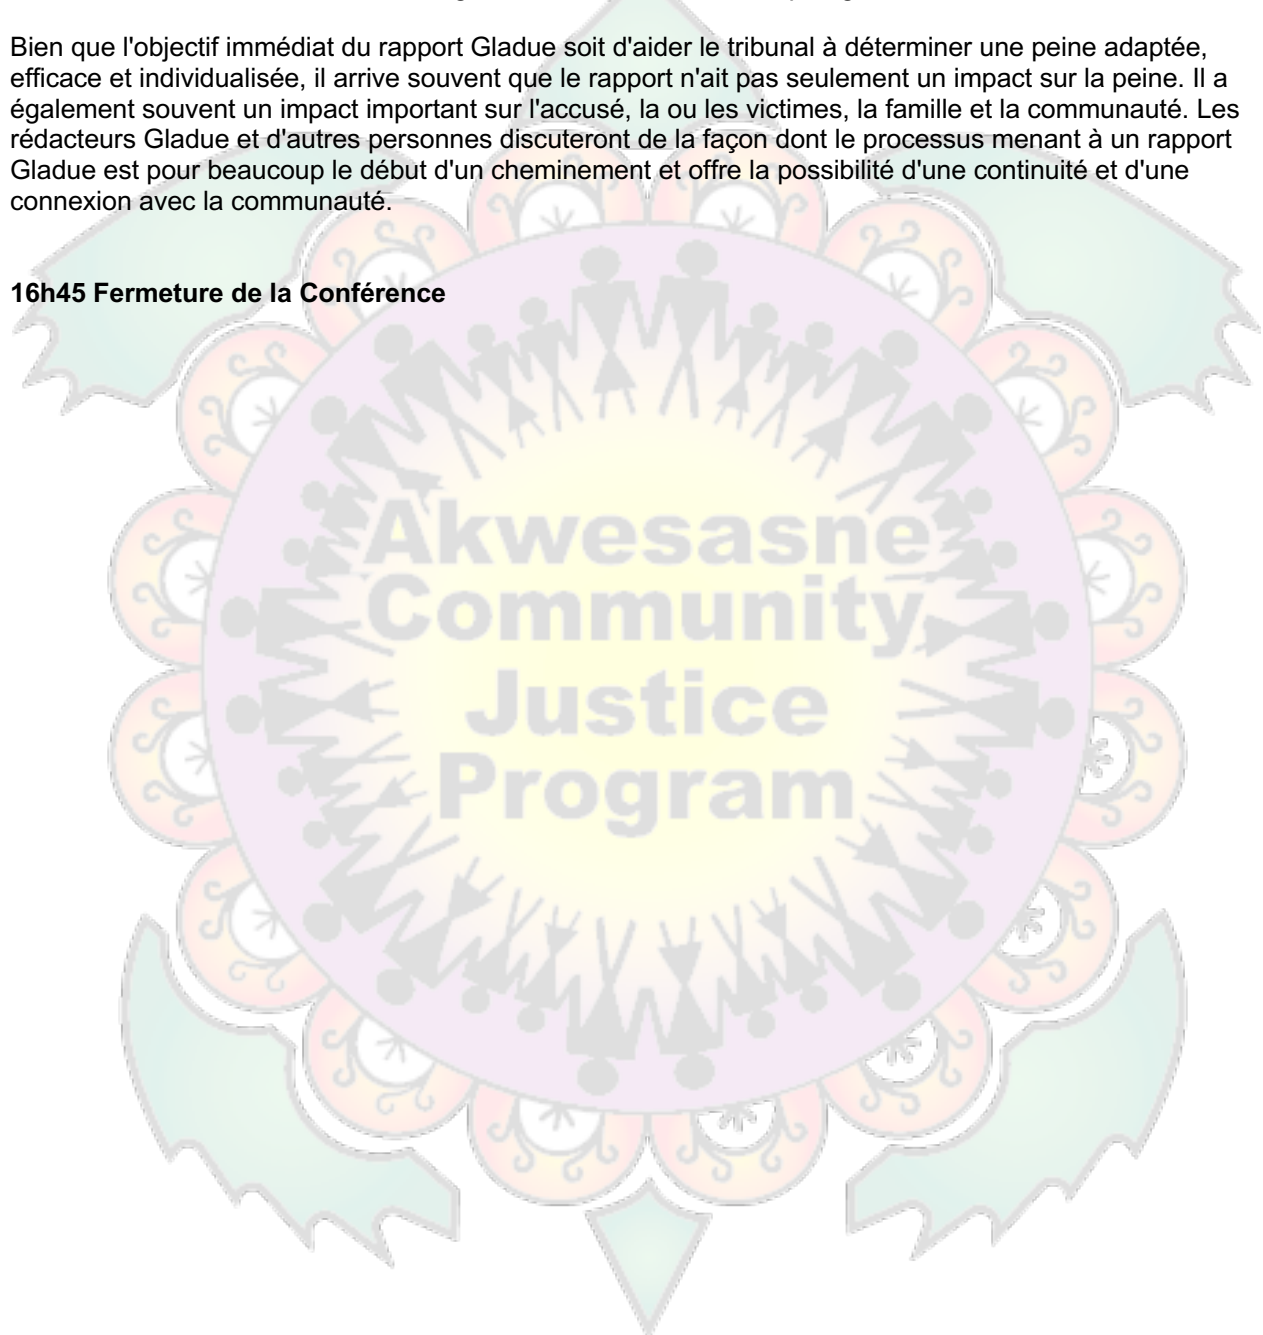 Bien que l'objectif immédiat du rapport Gladue soit d'aider le tribunal à déterminer une peine adaptée,
efficace et individualisée, il arrive souvent que le rapport n'ait pas seulement un impact sur la peine. Il a
également souvent un impact important sur l'accusé, la ou les victimes, la famille et la communauté. Les
rédacteurs Gladue et d'autres personnes discuteront de la façon dont le processus menant à un rapport
Gladue est pour beaucoup le début d'un cheminement et offre la possibilité d'une continuité et d'une
connexion avec la communauté.
16h45 Fermeture de la Conférence
Akwesasne
Community
Justice
Program